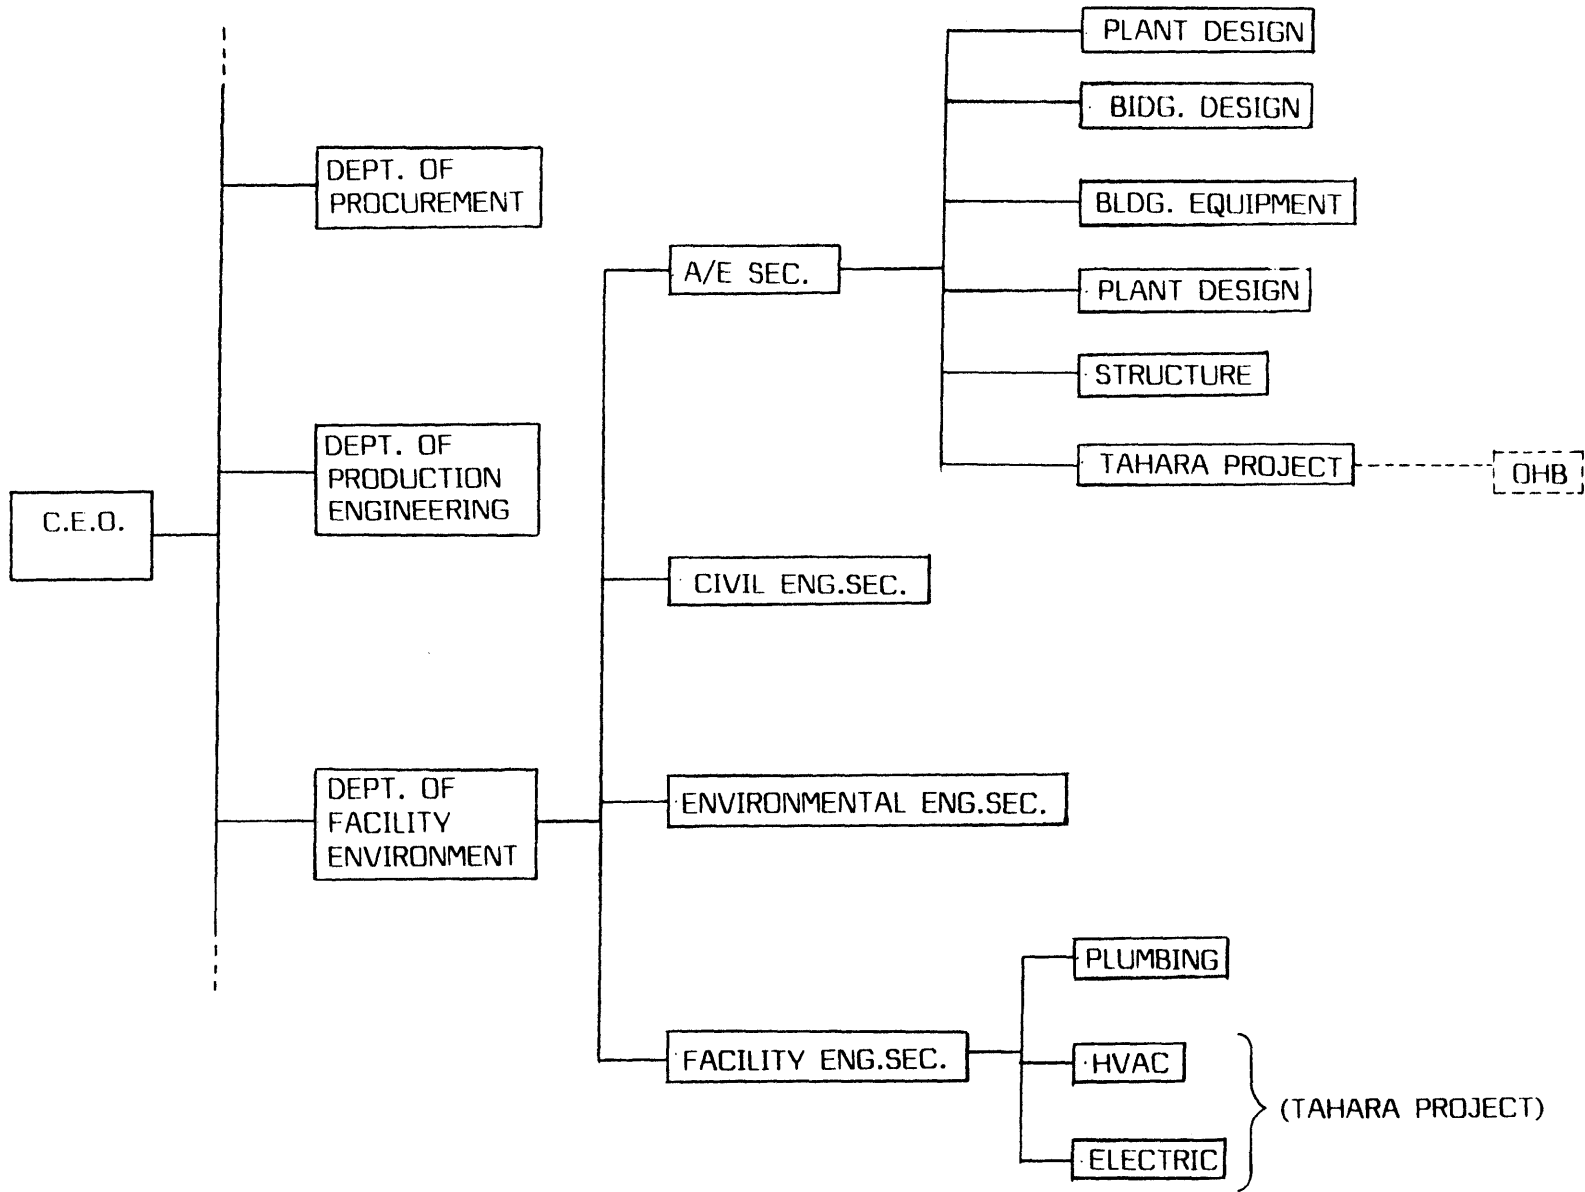 C.E.O.
DEPT. OF
PROCUREMENT
DEPT. OF
PRODUCTION
ENGINEERING
DEPT. OF
FACILITY
ENVIRONMENT
A/E SEC.
CIVIL ENG.SEC.
ENVIRONMENTAL ENG.SEC.
FACILITY ENG.SEC.
PLANT DESIGN
BIDG. DESIGN
BLDG. EQUIPMENT
PLANT DESIGN
STRUCTURE
TAHARA PROJECT
OHB
PLUMBING
HVAC
ELECTRIC
(TAHARA PROJECT)